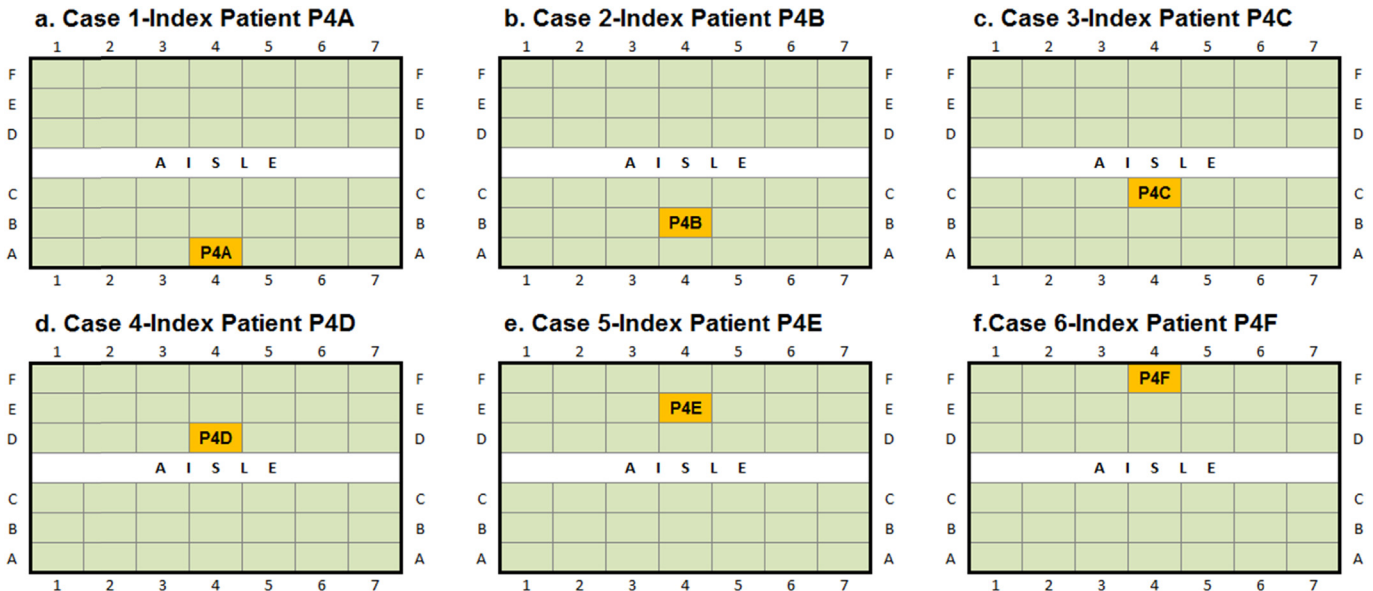 a. Case 1-Index Patient P4A
b. Case 2-Index Patient P4B
c. Case 3-Index Patient P4C
1 2 3 4 5 6 7
1 2 3 4 5 6 7
1 2 3 4 5 6 7
F F F F F F
E E E E E E
D D D D D D
A I S L E
A I S L E
A I S L E
C C C C P4C C C
B B B P4B B B B
A P4A A A A A A
1 2 3 4 5 6 7
1 2 3 4 5 6 7
1 2 3 4 5 6 7
d. Case 4-Index Patient P4D
e. Case 5-Index Patient P4E
f.Case 6-Index Patient P4F
1 2 3 4 5 6 7
1 2 3 4 5 6 7
1 2 3 4 5 6 7
F F F F F P4F F
E E E P4E E E E
D P4D D D D D D
A I S L E
A I S L E
A I S L E
C C C C C C
B B B B B B
A A A A A A
1 2 3 4 5 6 7
1 2 3 4 5 6 7
1 2 3 4 5 6 7